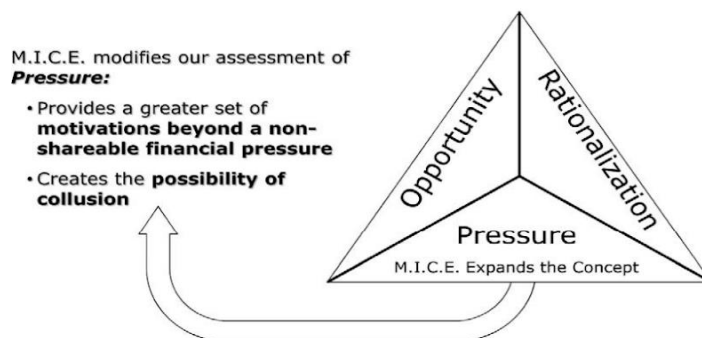 M.I.C.E. modifies our assessment of
Pressure:
• Provides a greater set of
motivations beyond a non-
shareable financial pressure
• Creates the possibility of
collusion
Opportunity
Rationalization
Pressure
M.I.C.E. Expands the Concept